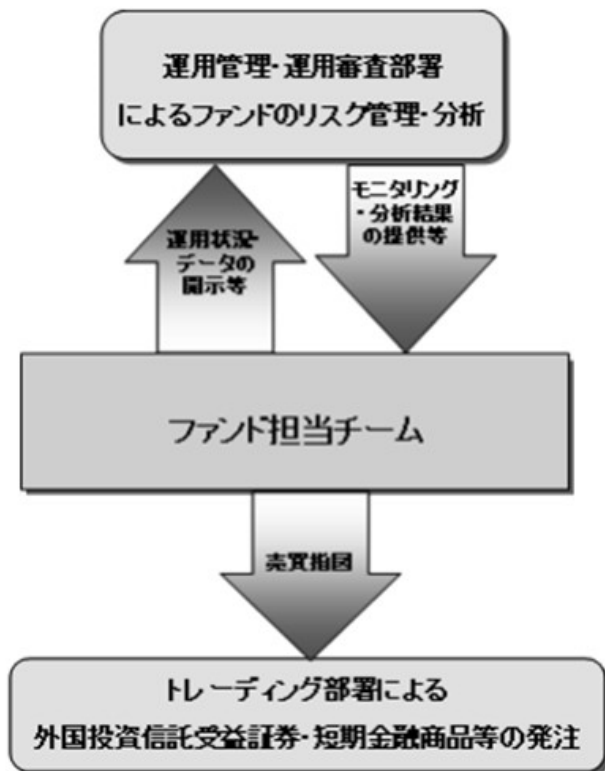 運用管理・運用審査部署
によるファンドのリスク管理・分析
運用状況・
データの
開示等
モニタリング
・分析結果
の提供等
ファンド担当チーム
売買指図
トレーディング部署による
外国投資信託受益証券・短期金融商品等の発注